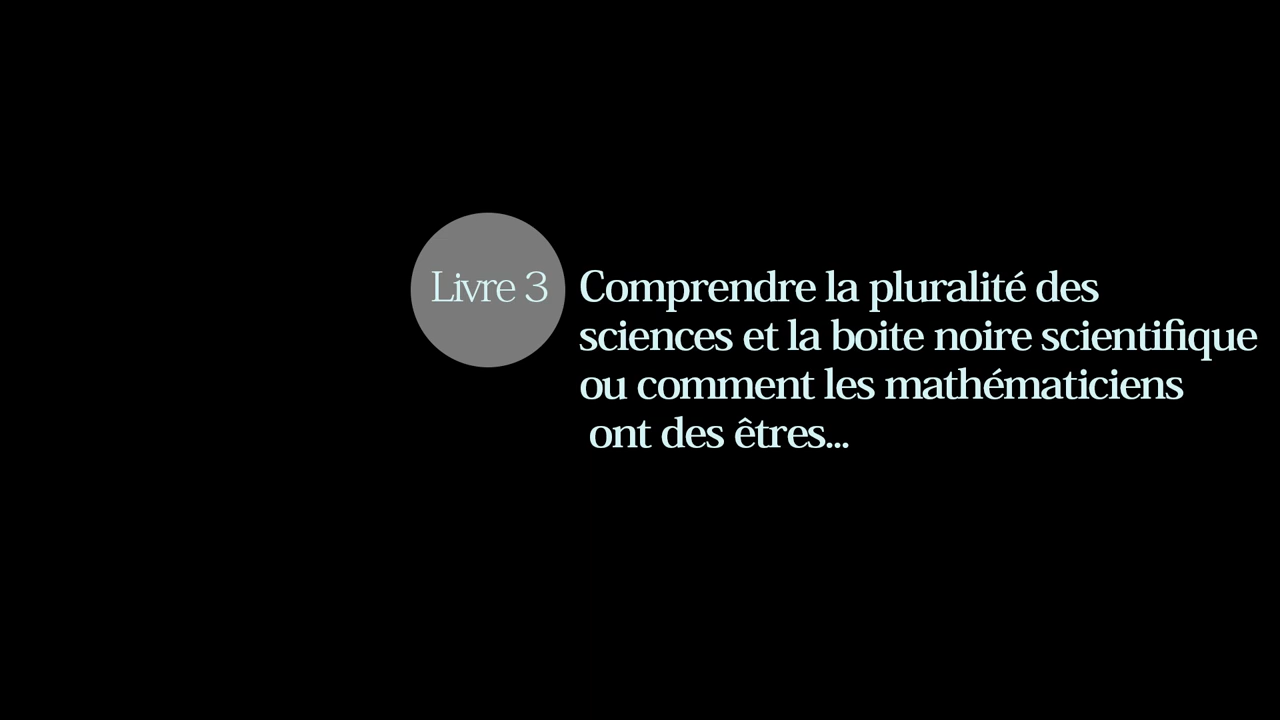 Livre 3
Comprendre la pluralité des
sciences et la boite noire scientifique
ou comment les mathématiciens
ont des êtres...